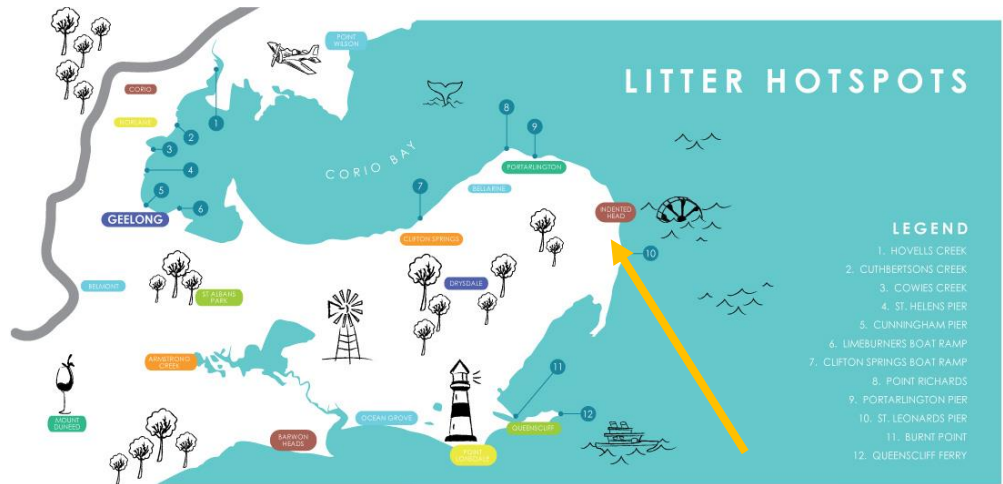 POINT
WILSON
LITTER HOTSPOTS
CORIO
NORLANE
1
2
3
4
5
6
GEELONG
CORIO BAY
8
9
PORTARLINGTON
BELLARINE
7
CLIFTON SPRINGS
INDENTED
HEAD
10
BELMONT
ST ALBANS
PARK
DRYSDALE
ARMSTRONG
CREEK
MOUNT
DUNEED
BARWON
HEADS
OCEAN GROVE
POINT
LONSDALE
11
12
QUEENSCLIFF
LEGEND
1. HOVELLS CREEK
2. CUTHBERTSONS CREEK
3. COWIES CREEK
4. ST. HELENS PIER
5. CUNNINGHAM PIER
6. LIMEBURNERS BOAT RAMP
7. CLIFTON SPRINGS BOAT RAMP
8. POINT RICHARDS
9. PORTARLINGTON PIER
10. ST. LEONARDS PIER
11. BURNT POINT
12. QUEENSCLIFF FERRY